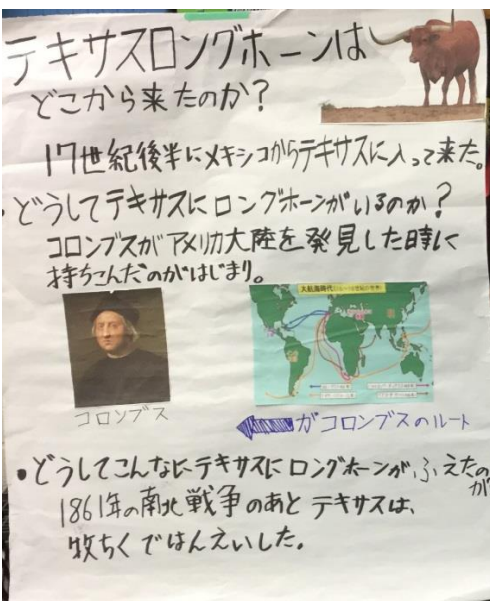 テキサスロングホーンは
どこから来たのか?
17世紀後半にメキシコからテキサスに入って来た。
・どうしてテキサスにロングホーンがいるのか?
コロンブスがアメリカ大陸を発見した時に
持ちこんだのがはじまり。
大航海時代
コロンブス
がコロンブスのルート
・どうしてこんなにテキサスにロングホーンがふえたの
か
1861年の南北戦争のあとテキサスは、
牧ちくではんえいした。